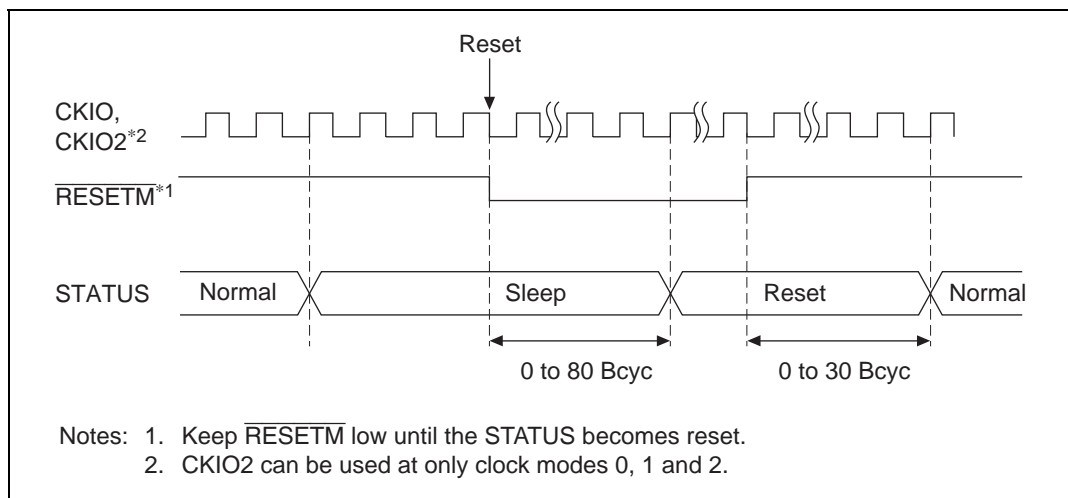 Reset
CKIO,
CKIO2*2
RESETM*1
STATUS Normal Sleep Reset Normal
0 to 80 Bcyc 0 to 30 Bcyc
Notes: 1. Keep RESETM low until the STATUS becomes reset.
2. CKIO2 can be used at only clock modes 0, 1 and 2.